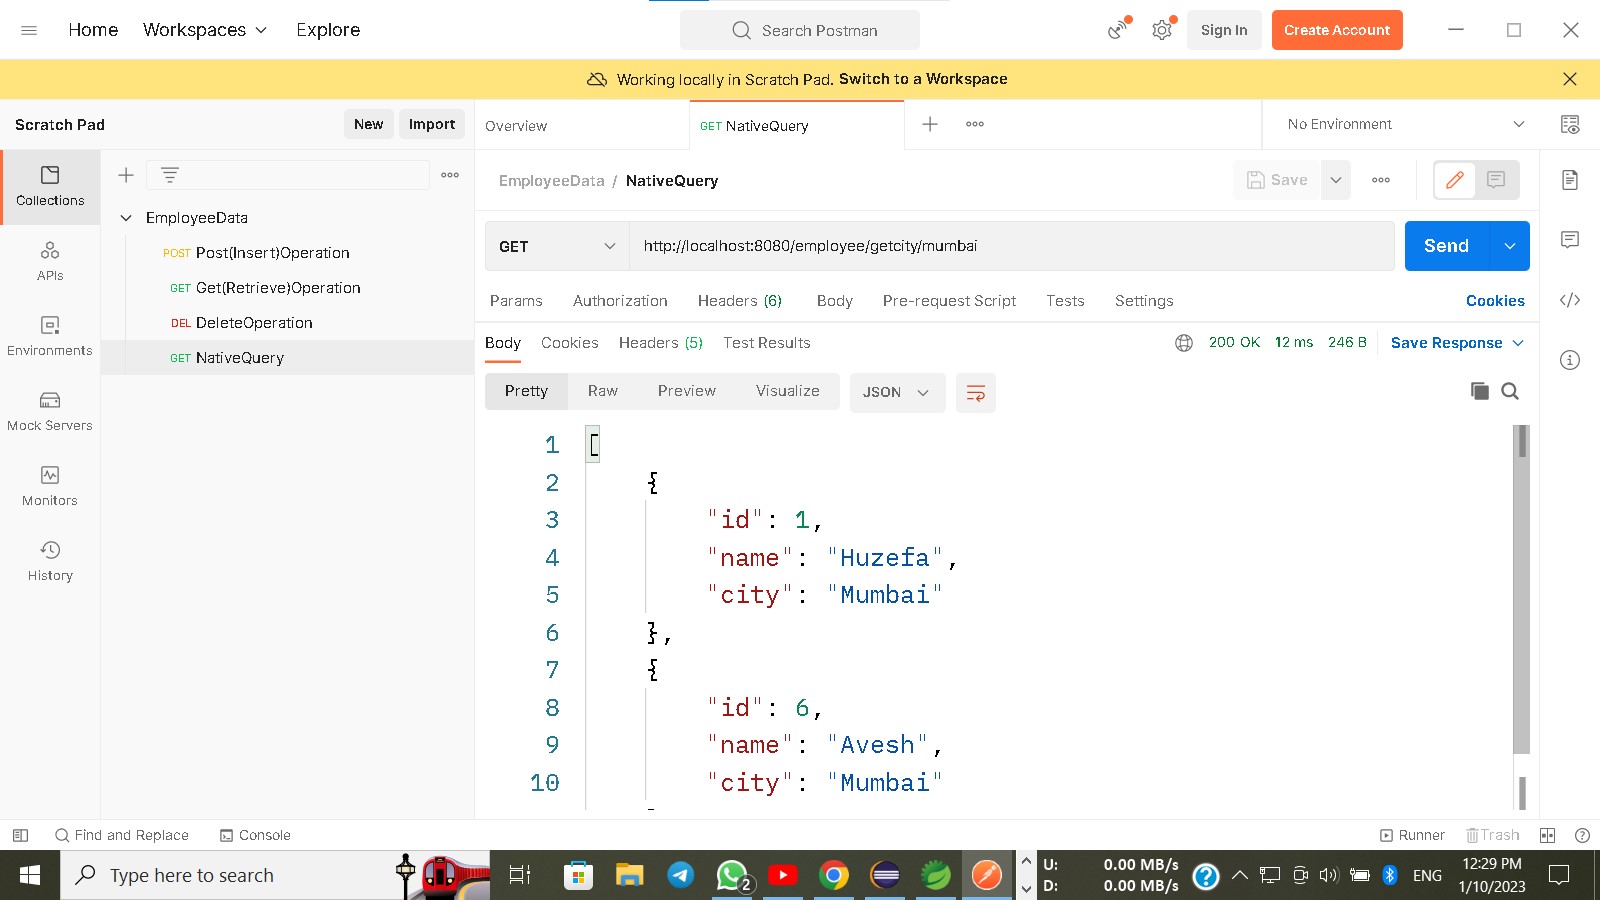 Home Workspaces Explore Search Postman Sign In Create Account
Working locally in Scratch Pad. Switch to a Workspace
Scratch Pad New Import Overview GET NativeQuery No Environment
Collections
APIs
Environments
Mock Servers
Monitors
History
EmployeeData
POST Post(Insert)Operation
GET Get(Retrieve)Operation
DEL DeleteOperation
GET NativeQuery
EmployeeData / NativeQuery Save
GET http://localhost:8080/employee/getcity/mumbai Send
Params Authorization Headers (6) Body Pre-request Script Tests Settings Cookies
Body Cookies Headers (5) Test Results 200 OK 12 ms 246 B Save Response
Pretty Raw Preview Visualize JSON
1 [
2 {
3 "id": 1,
4 "name": "Huzefa",
5 "city": "Mumbai"
6 },
7 {
8 "id": 6,
9 "name": "Avesh",
10 "city": "Mumbai"
Find and Replace Console Runner Trash
Type here to search 2 U: 0.00 MB/s ENG 12:29 PM
D: 0.00 MB/s 1/10/2023